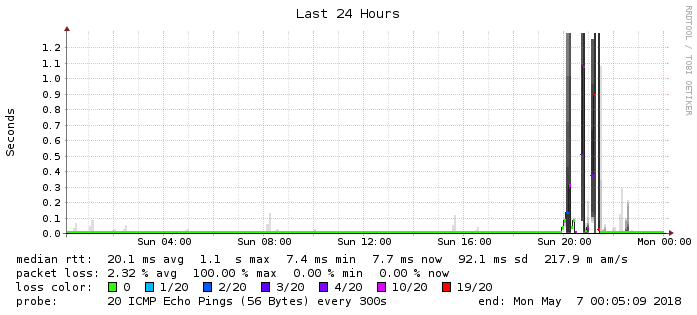 Last 24 Hours
RRDTOOL / TOBI OETIKER
Seconds
1.2
1.1
1.0
0.9
0.8
0.7
0.6
0.5
0.4
0.3
0.2
0.1
0.0
Sun 04:00 Sun 08:00 Sun 12:00 Sun 16:00 Sun 20:00 Mon 00:00
median rtt: 20.1 ms avg 1.1 s max 7.4 ms min 7.7 ms now 92.1 ms sd 217.9 m am/s
packet loss: 2.32 % avg 100.00 % max 0.00 % min 0.00 % now
loss color: 0 1/20 2/20 3/20 4/20 10/20 19/20
probe: 20 ICMP Echo Pings (56 Bytes) every 300s end: Mon May 7 00:05:09 2018